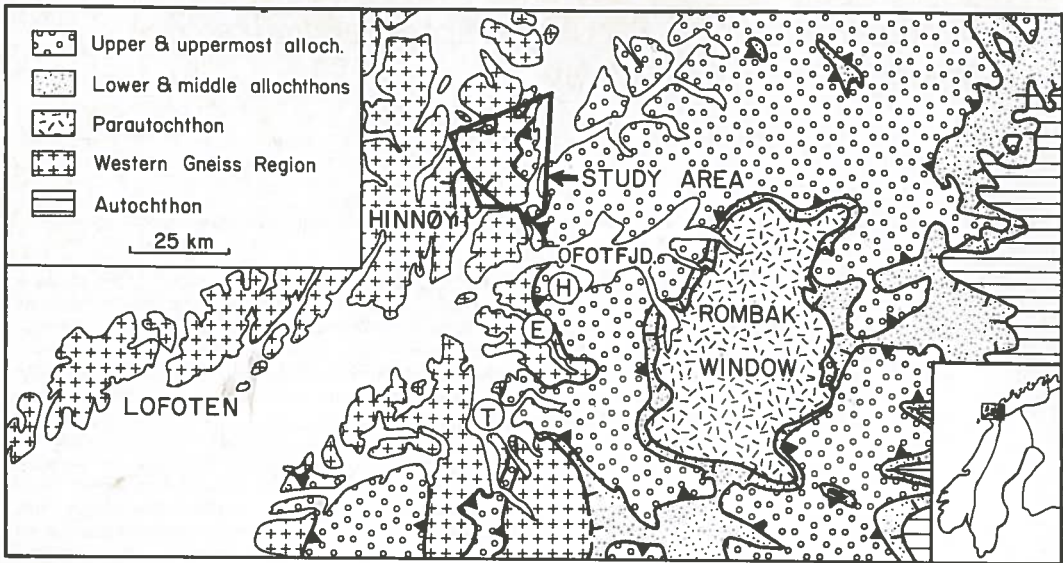 Upper & uppermost alloch.
Lower & middle allochthons
Parautochthon
Western Gneiss Region
Autochthon
25 km
STUDY AREA
HINNØY
OFOTFJD.
H
ROMBAK
E
WINDOW
LOFOTEN
T